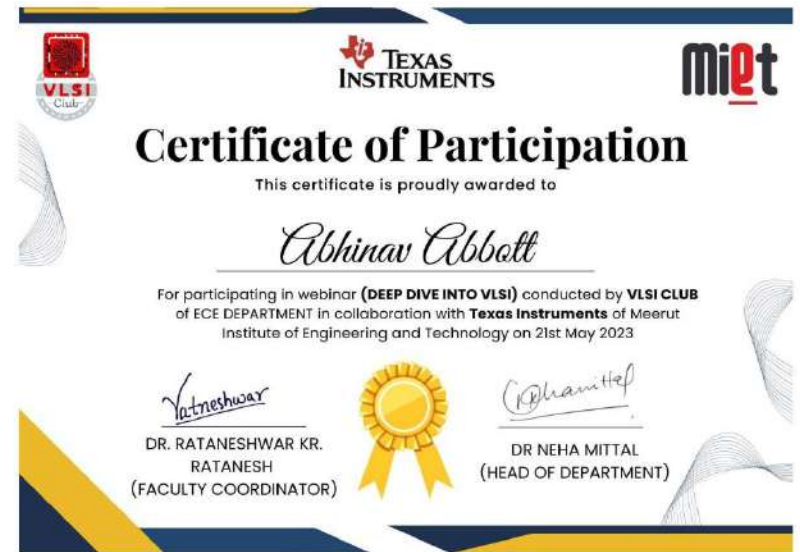 VLSI
Club
TEXAS
INSTRUMENTS
miet
Certificate of Participation
This certificate is proudly awarded to
Abhinav Abbott
For participating in webinar (DEEP DIVE INTO VLSI) conducted by VLSI CLUB
of ECE DEPARTMENT in collaboration with Texas Instruments of Meerut
Institute of Engineering and Technology on 21st May 2023
Ratneshwar
DR. RATANESHWAR KR.
RATANESH
(FACULTY COORDINATOR)
DR NEHA MITTAL
(HEAD OF DEPARTMENT)